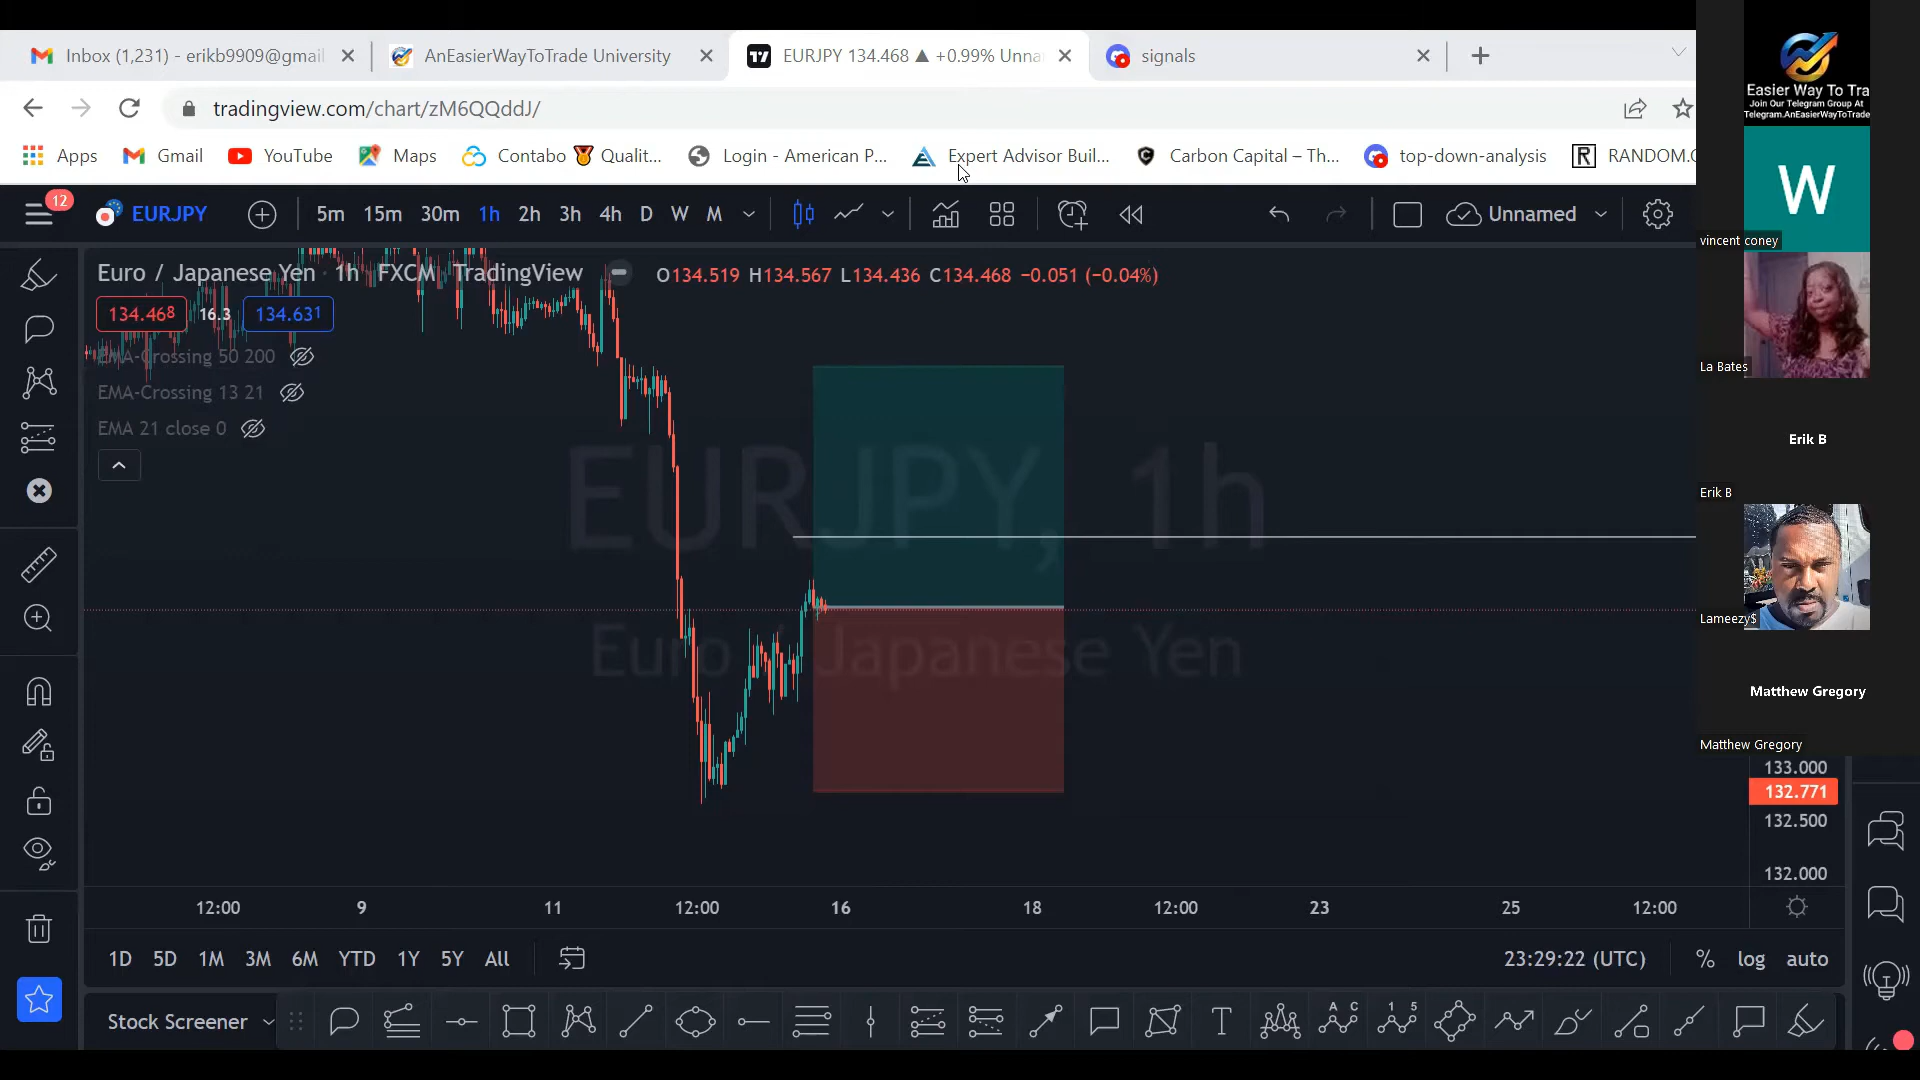 Inbox (1,231) - erikb9909@gmail
AnEasierWayToTrade University
EURJPY 134.468 ▲ +0.99% Unna
signals
tradingview.com/chart/zM6QQddJ/
Apps
Gmail
YouTube
Maps
Contabo
Qualit...
Login - American P...
Expert Advisor Buil...
Carbon Capital – Th...
top-down-analysis
RANDOM.
12
EURJPY
5m 15m 30m 1h 2h 3h 4h D W M
Unnamed
Euro / Japanese Yen · 1h · FXCM · TradingView
O134.519 H134.567 L134.436 C134.468 −0.051 (−0.04%)
134.468
16.3
134.631
EMA-Crossing 50 200
EMA-Crossing 13 21
EMA 21 close 0
EURJPY, 1h
Euro / Japanese Yen
133.000
132.771
132.500
132.000
12:00 9 11 12:00 16 18 12:00 23 25 12:00
1D 5D 1M 3M 6M YTD 1Y 5Y All
23:29:22 (UTC)
% log auto
Stock Screener
Easier Way To Tra
Join Our Telegram Group At
Telegram.AnEasierWayToTrade
W
vincent coney
La Bates
Erik B
Erik B
Lameezy$
Matthew Gregory
Matthew Gregory